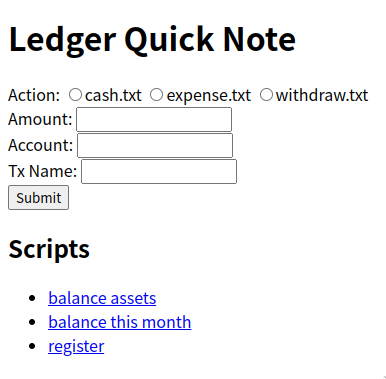 Ledger Quick Note
Action: cash.txt expense.txt withdraw.txt
Amount:
Account:
Tx Name:
Submit
Scripts
balance assets
balance this month
register